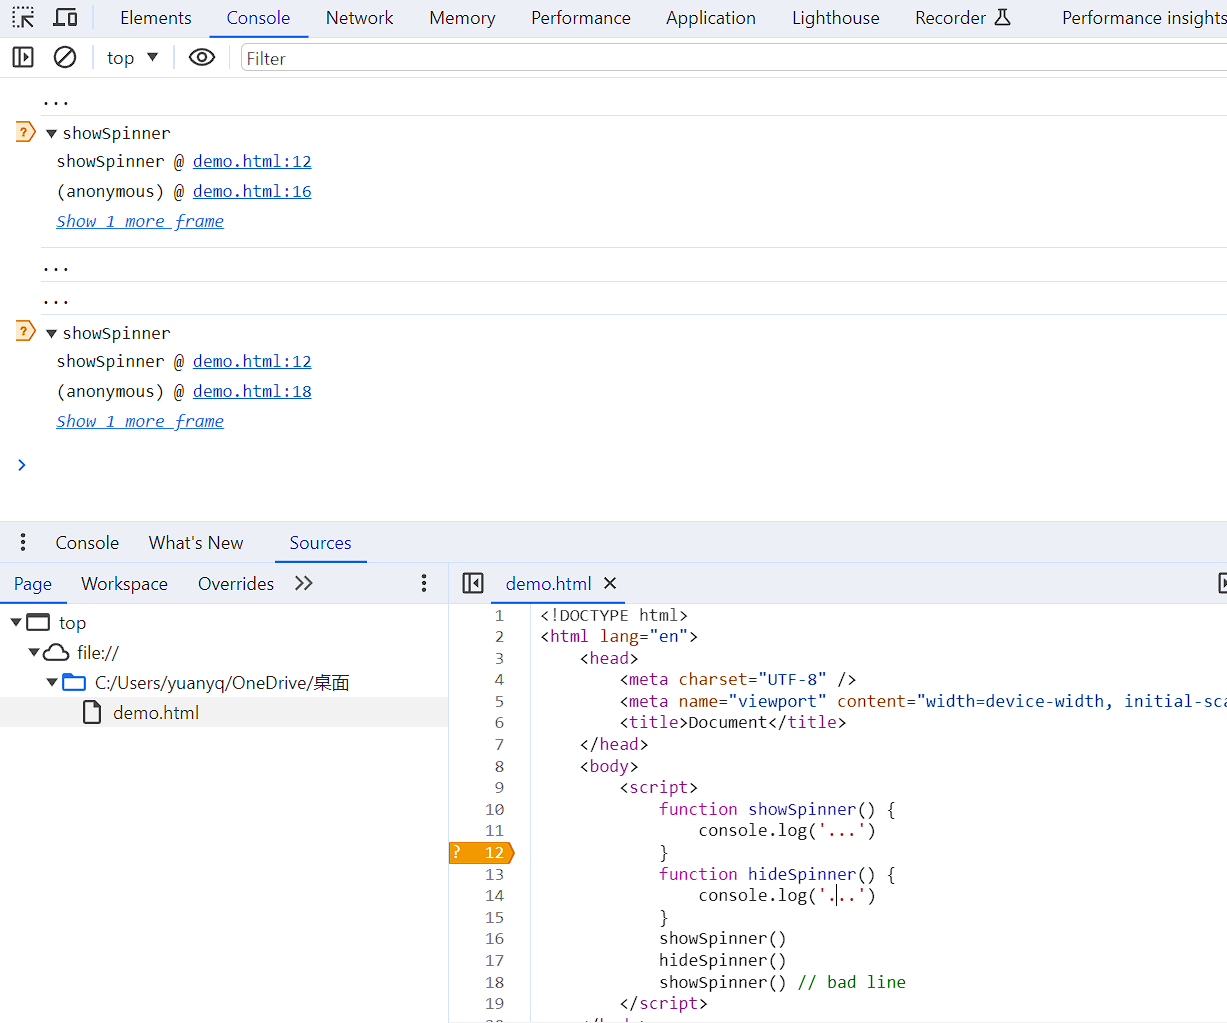 Elements Console Network Memory Performance Application Lighthouse Recorder Performance insights
top Filter
...
? showSpinner
showSpinner @ demo.html:12
(anonymous) @ demo.html:16
Show 1 more frame
...
...
? showSpinner
showSpinner @ demo.html:12
(anonymous) @ demo.html:18
Show 1 more frame
Console What's New Sources
Page Workspace Overrides
top
file://
C:/Users/yuanyq/OneDrive/桌面
demo.html
demo.html
1 <!DOCTYPE html>
2 <html lang="en">
3 <head>
4 <meta charset="UTF-8" />
5 <meta name="viewport" content="width=device-width, initial-sca
6 <title>Document</title>
7 </head>
8 <body>
9 <script>
10 function showSpinner() {
11 console.log('...')
? 12 }
13 function hideSpinner() {
14 console.log('...')
15 }
16 showSpinner()
17 hideSpinner()
18 showSpinner() // bad line
19 </script>